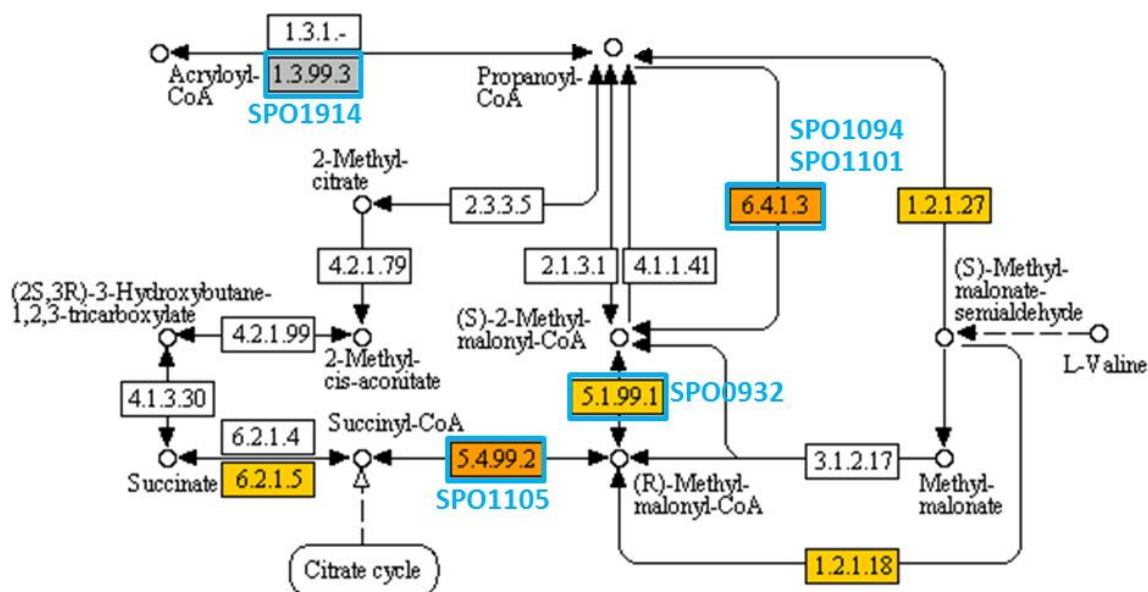 1.3.1.-
Acryloyl-
CoA
1.3.99.3
SPO1914
Propanoyl-
CoA
SPO1094
SPO1101
2-Methyl-
citrate
2.3.3.5
6.4.1.3
1.2.1.27
4.2.1.79
2.1.3.1
4.1.1.41
(S)-Methyl-
malonate-
semialdehyde
(2S,3R)-3-Hydroxybutane-
1,2,3-tricarboxylate
4.2.1.99
2-Methyl-
cis-aconitate
(S)-2-Methyl-
malonyl-CoA
L-Valine
4.1.3.30
5.1.99.1
SPO0932
6.2.1.4
Succinyl-CoA
Succinate
6.2.1.5
5.4.99.2
SPO1105
(R)-Methyl-
malonyl-CoA
3.1.2.17
Methyl-
malonate
Citrate cycle
1.2.1.18